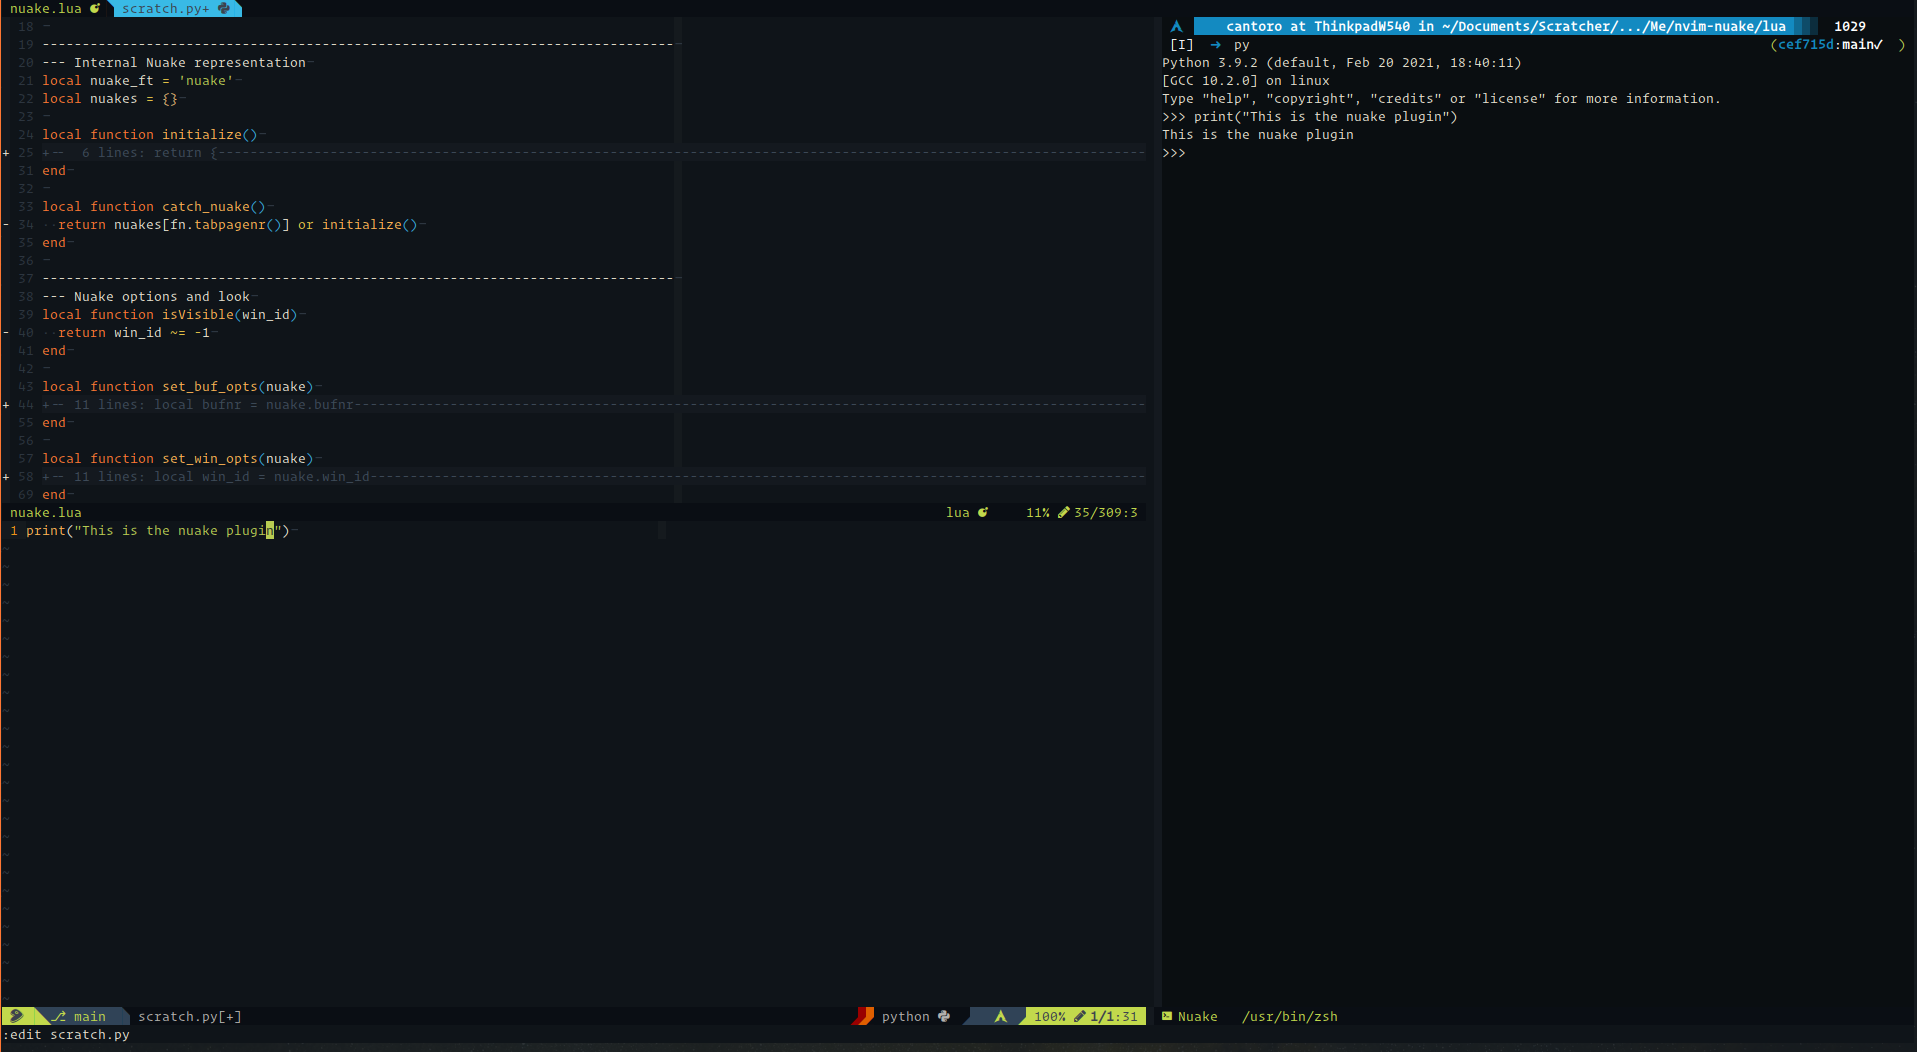 nuake.lua scratch.py+
18
19 -------------------------------------------------------------------------------
20 --- Internal Nuake representation
21 local nuake_ft = 'nuake'
22 local nuakes = {}
23
24 local function initialize()
+ 25 +-- 6 lines: return {--------------------
31 end
32
33 local function catch_nuake()
- 34 return nuakes[fn.tabpagenr()] or initialize()
35 end
36
37 -------------------------------------------------------------------------------
38 --- Nuake options and look
39 local function isVisible(win_id)
- 40 return win_id ~= -1
41 end
42
43 local function set_buf_opts(nuake)
+ 44 +-- 11 lines: local bufnr = nuake.bufnr--------------------
55 end
56
57 local function set_win_opts(nuake)
+ 58 +-- 11 lines: local win_id = nuake.win_id--------------------
69 end
nuake.lua lua 11% 35/309:3
1 print("This is the nuake plugin")
main scratch.py[+] python 100% 1/1:31
:edit scratch.py
cantoro at ThinkpadW540 in ~/Documents/Scratcher/.../Me/nvim-nuake/lua 1029
[I] → py (cef715d:main✓ )
Python 3.9.2 (default, Feb 20 2021, 18:40:11)
[GCC 10.2.0] on linux
Type "help", "copyright", "credits" or "license" for more information.
>>> print("This is the nuake plugin")
This is the nuake plugin
>>>
Nuake /usr/bin/zsh